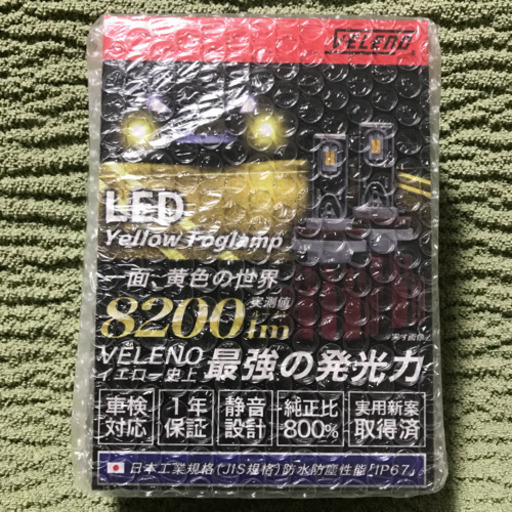 VELENO
LED
Yellow Foglamp
一面、黄色の世界
8200lm
実測値
VELENO
イエロー史上
最強の発光力
車検対応
1年保証
静音設計
純正比800%
実用新案取得済
日本工業規格(JIS規格)防水防塵性能「IP67」